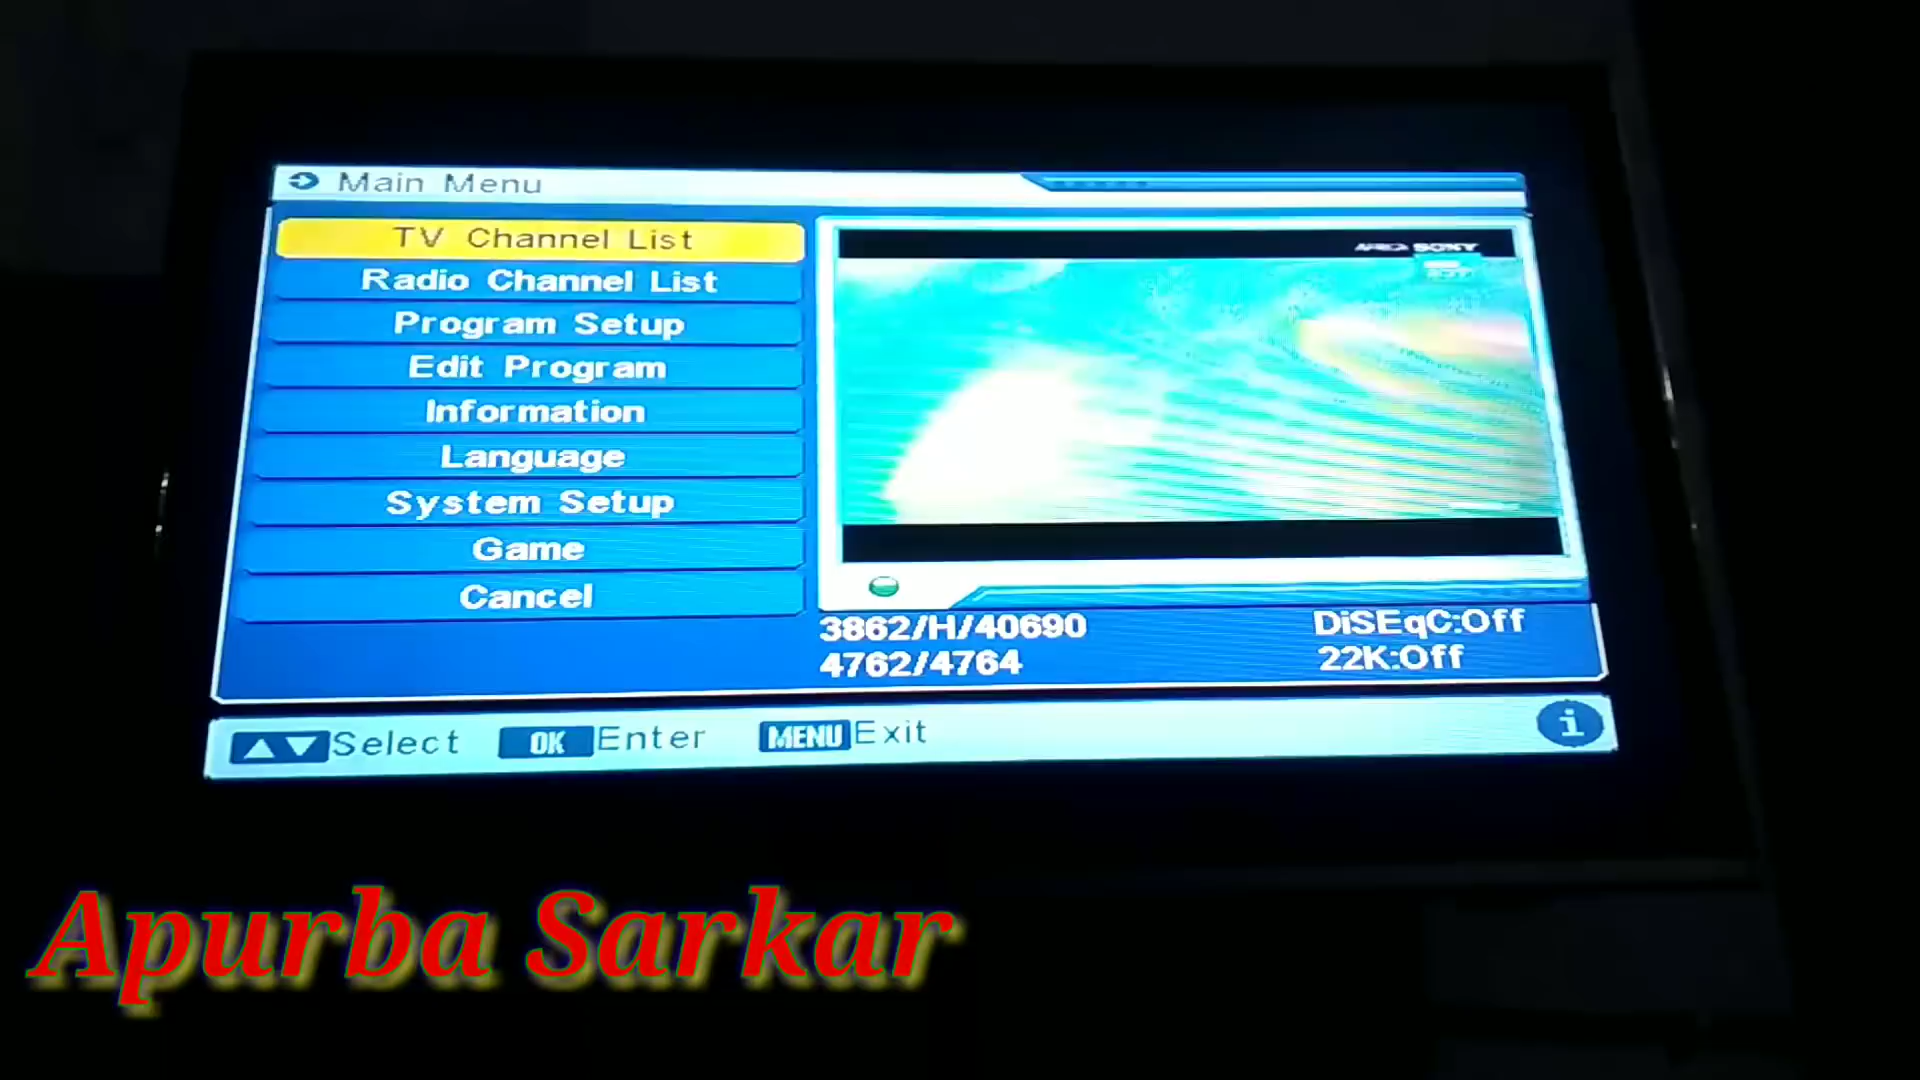 Main Menu
TV Channel List
Radio Channel List
Program Setup
Edit Program
Information
Language
System Setup
Game
Cancel
SONY
3862/H/40690
DiSEqC:Off
4762/4764
22K:Off
Select
OK Enter
MENU Exit
i
Apurba Sarkar